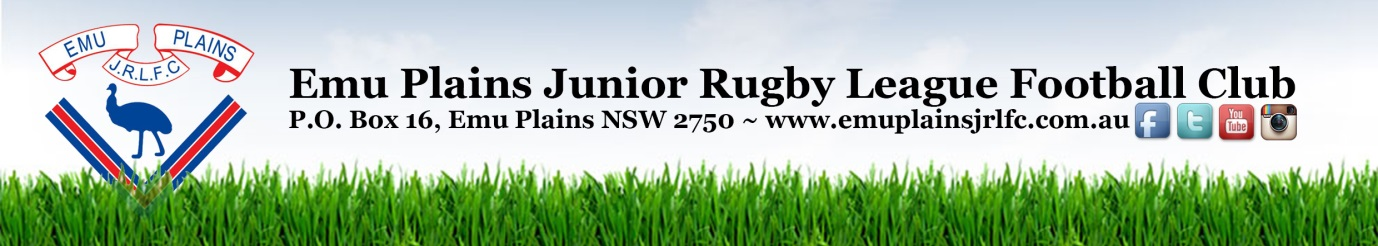 EMU PLAINS
J.R.L.F.C
Emu Plains Junior Rugby League Football Club
P.O. Box 16, Emu Plains NSW 2750 ~ www.emuplainsjrlfc.com.au
f t You Tube